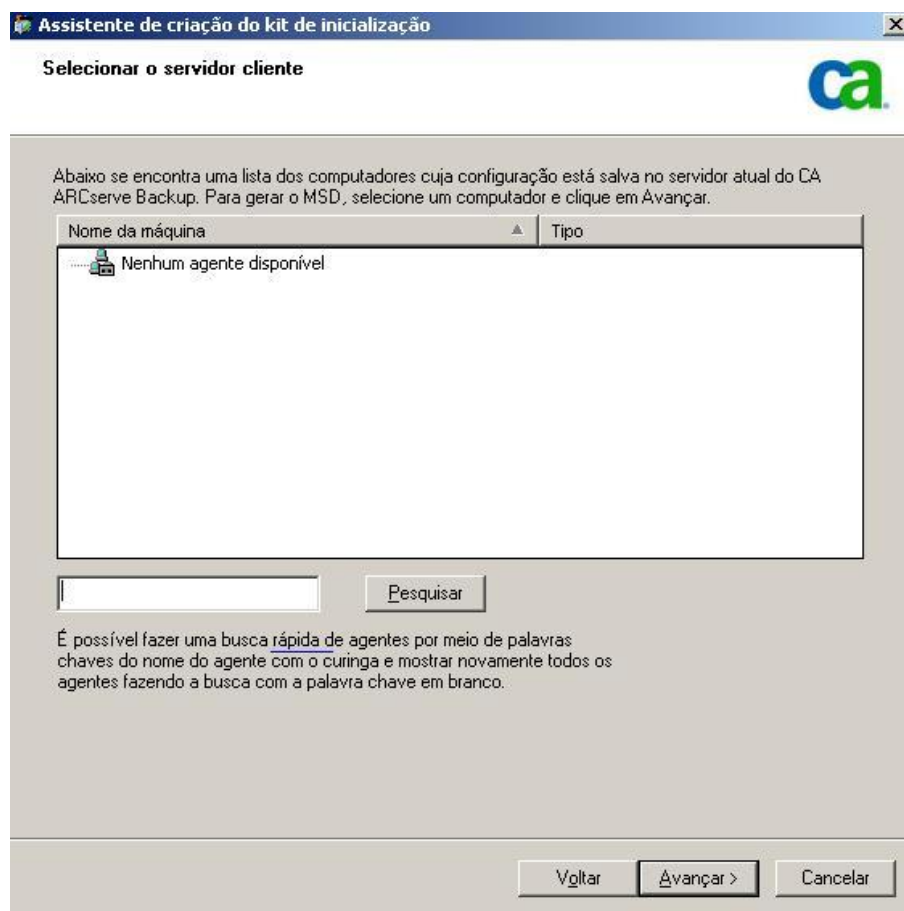 Assistente de criação do kit de inicialização
Selecionar o servidor cliente
ca
Abaixo se encontra uma lista dos computadores cuja configuração está salva no servidor atual do CA
ARCserve Backup. Para gerar o MSD, selecione um computador e clique em Avançar.
Nome da máquina Tipo
Nenhum agente disponível
Pesquisar
É possível fazer uma busca rápida de agentes por meio de palavras
chaves do nome do agente com o curinga e mostrar novamente todos os
agentes fazendo a busca com a palavra chave em branco.
Voltar Avançar > Cancelar